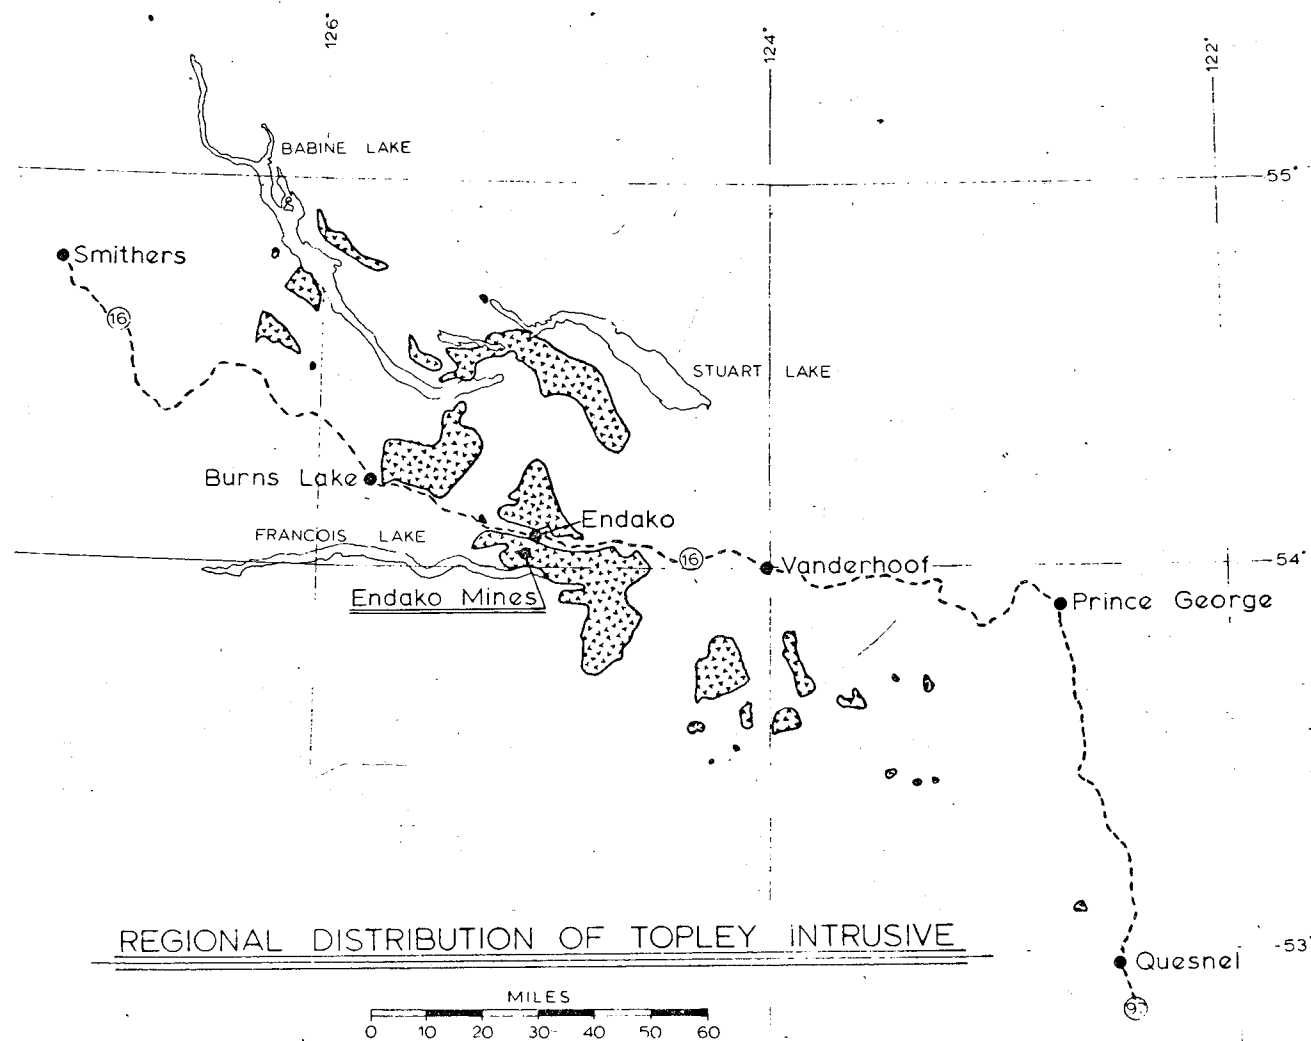 126°
124°
122°
BABINE LAKE
55°
Smithers
16
STUART LAKE
Burns Lake
Endako
FRANCOIS LAKE
16
Vanderhoof
54°
Endako Mines
Prince George
REGIONAL DISTRIBUTION OF TOPLEY INTRUSIVE
53°
Quesnel
MILES
97
0 10 20 30 40 50 60